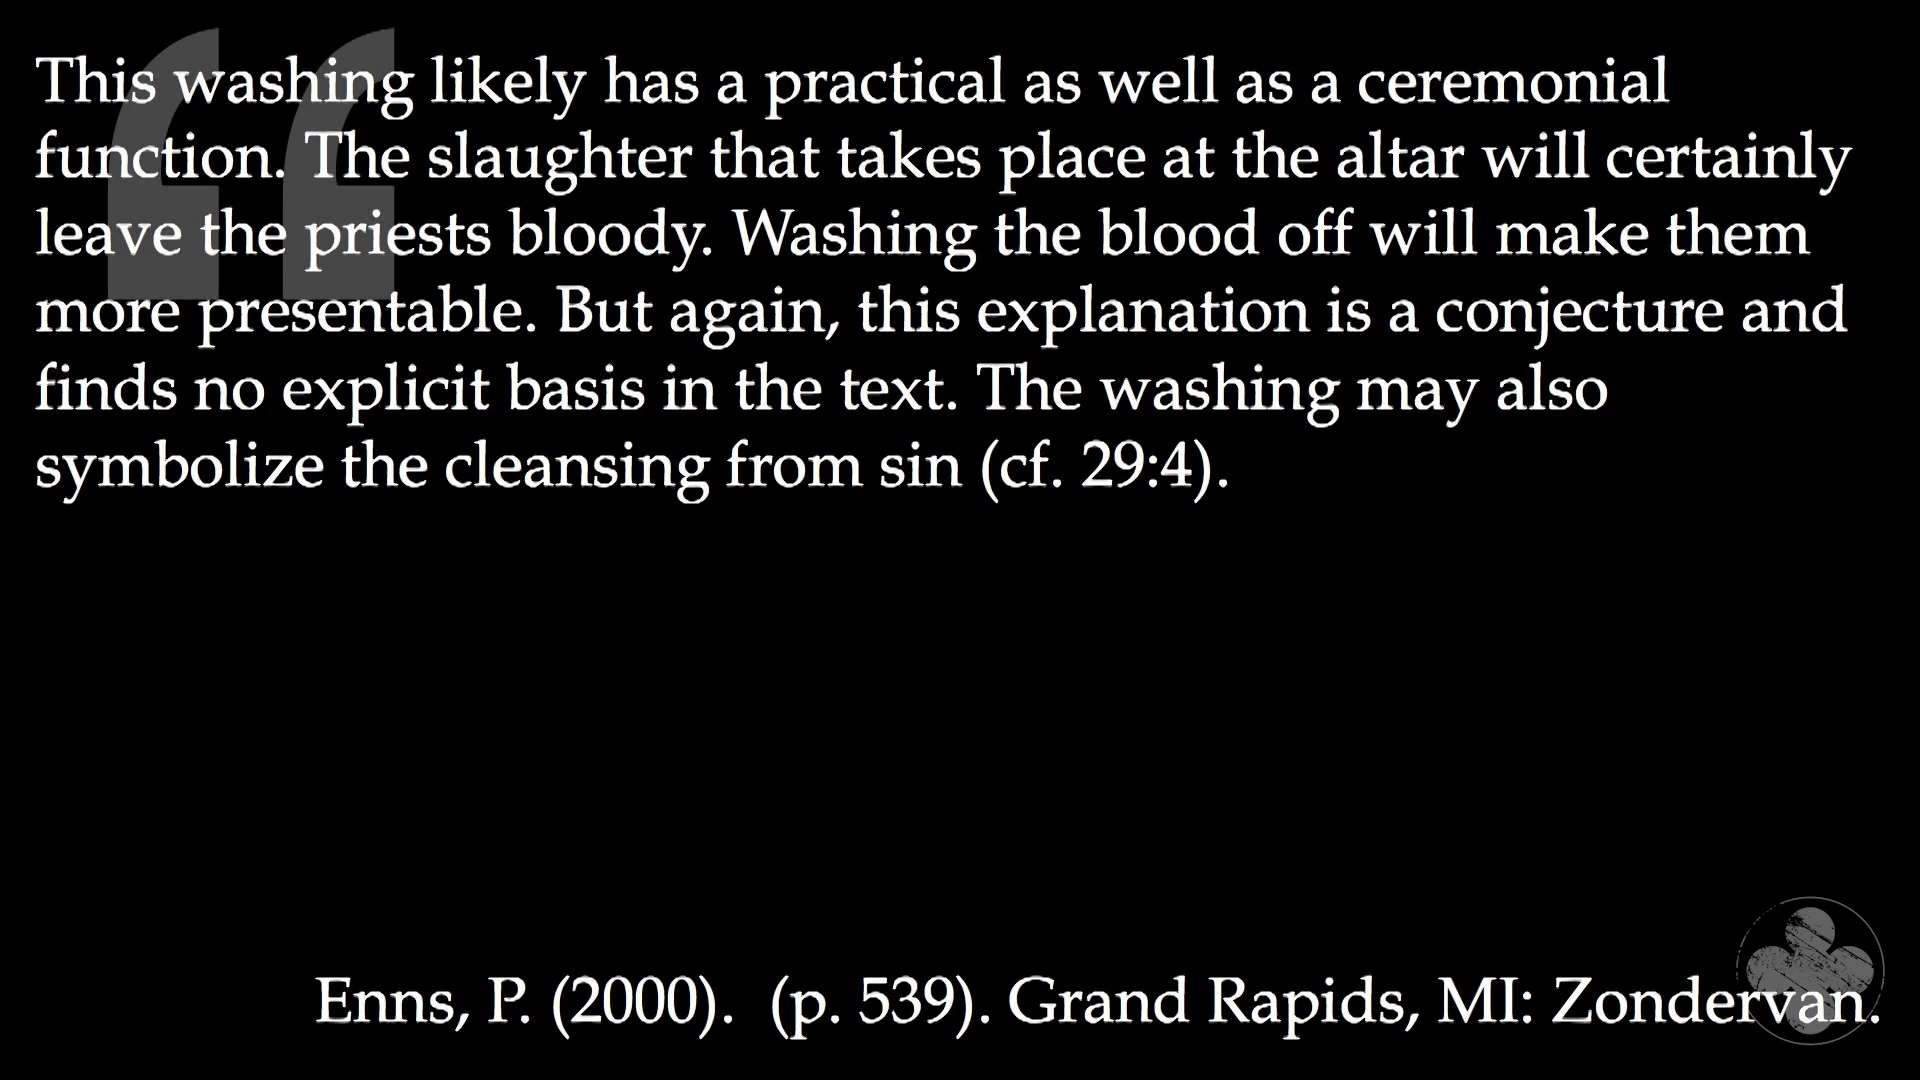 This washing likely has a practical as well as a ceremonial
function. The slaughter that takes place at the altar will certainly
leave the priests bloody. Washing the blood off will make them
more presentable. But again, this explanation is a conjecture and
finds no explicit basis in the text. The washing may also
symbolize the cleansing from sin (cf. 29:4).
Enns, P. (2000).  (p. 539). Grand Rapids, MI: Zondervan.